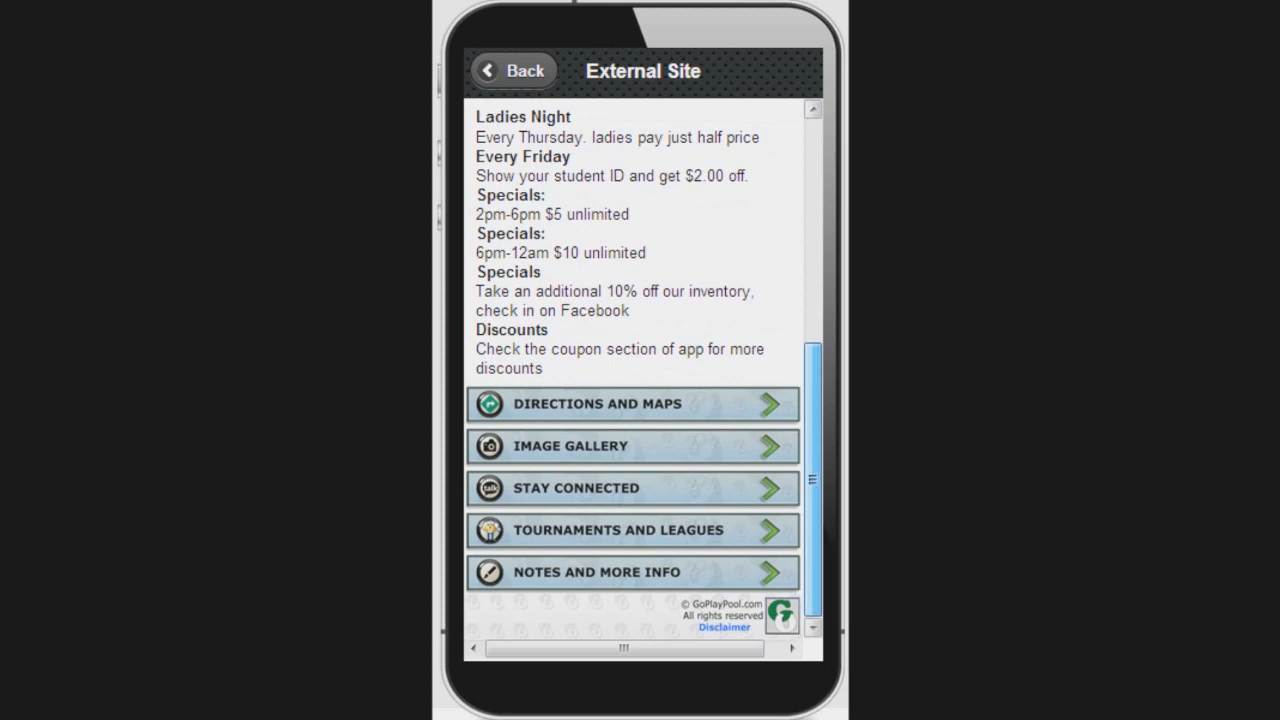 Back
External Site
Ladies Night
Every Thursday. ladies pay just half price
Every Friday
Show your student ID and get $2.00 off.
Specials:
2pm-6pm $5 unlimited
Specials:
6pm-12am $10 unlimited
Specials
Take an additional 10% off our inventory,
check in on Facebook
Discounts
Check the coupon section of app for more
discounts
DIRECTIONS AND MAPS
IMAGE GALLERY
talk
STAY CONNECTED
TOURNAMENTS AND LEAGUES
NOTES AND MORE INFO
© GoPlayPool.com
All rights reserved
Disclaimer